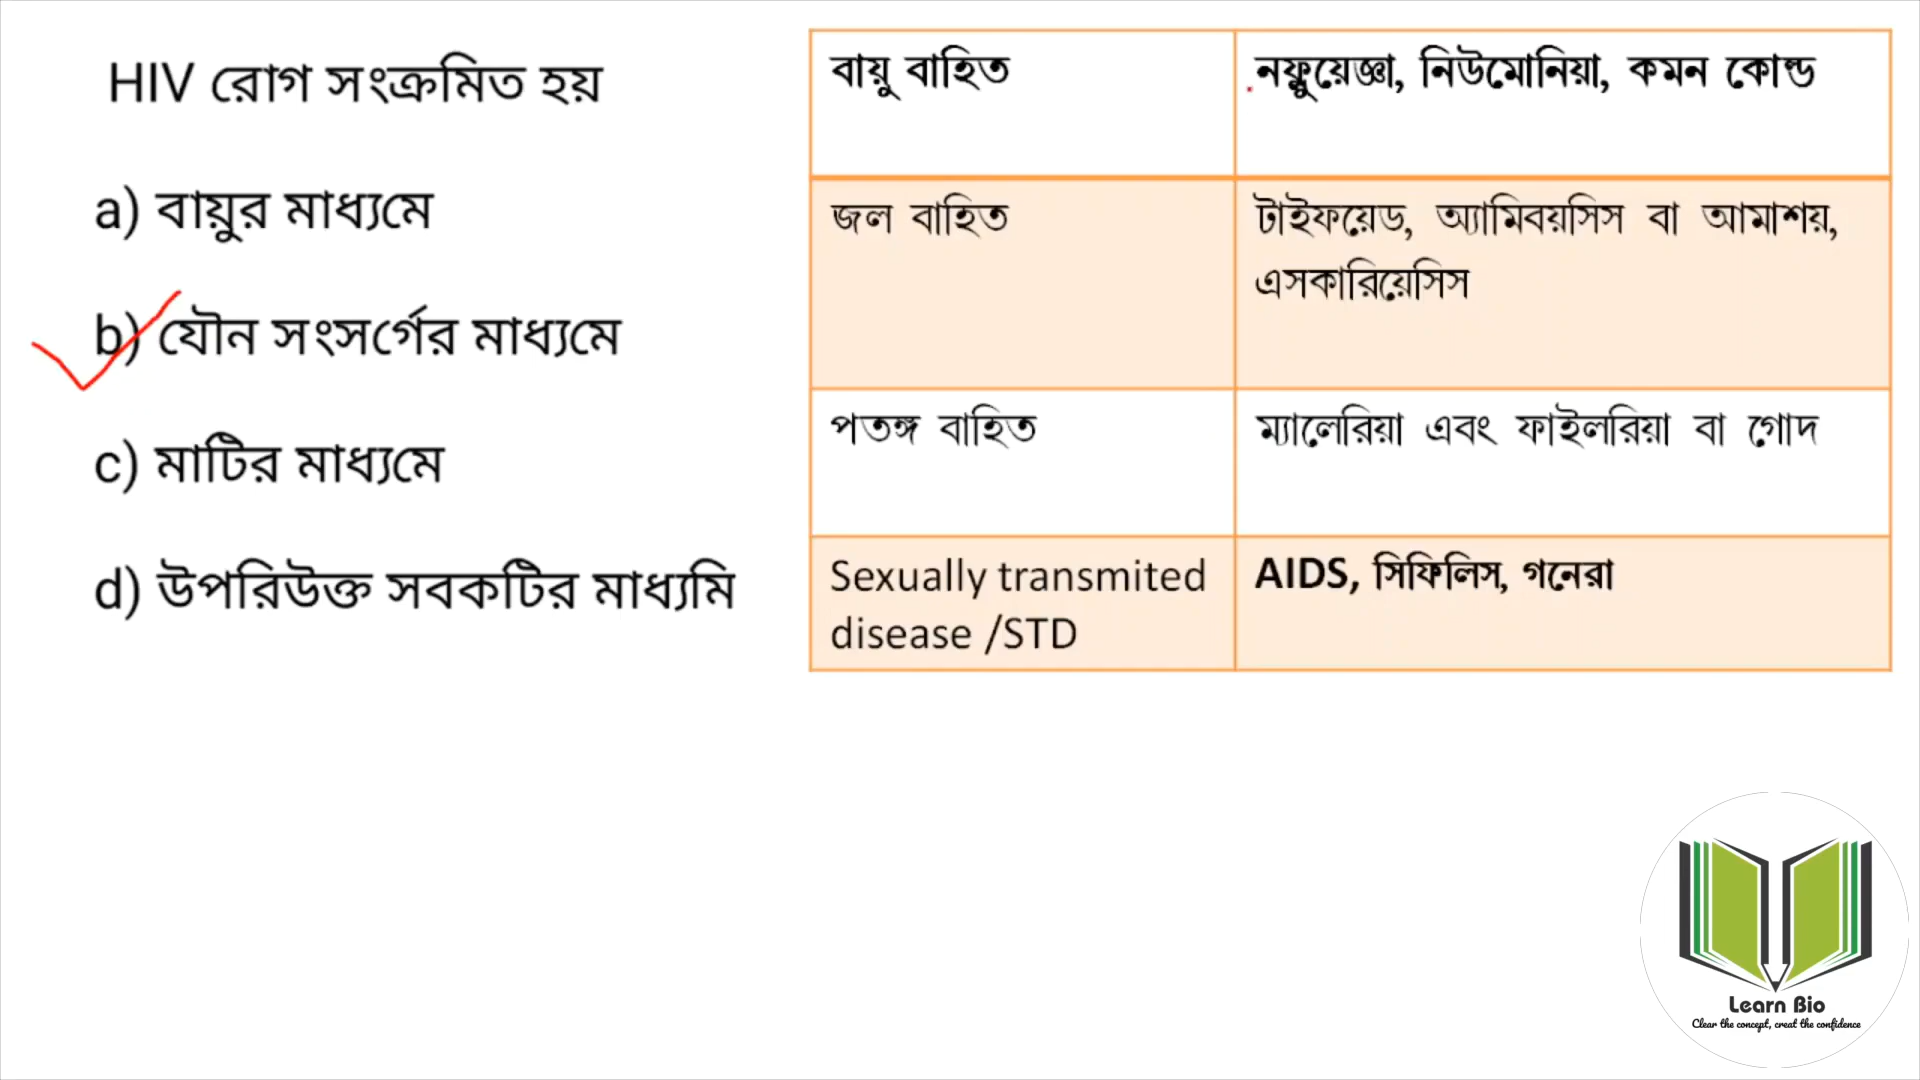 HIV রোগ সংক্রমিত হয়
a) বায়ুর মাধ্যমে
b) যৌন সংসর্গের মাধ্যমে
c) মাটির মাধ্যমে
d) উপরিউক্ত সবকটির মাধ্যমি
বায়ু বাহিত
নফ্লুয়েজ্ঞা, নিউমোনিয়া, কমন কোল্ড
জল বাহিত
টাইফয়েড, অ্যামিবয়সিস বা আমাশয়,
এসকারিয়েসিস
পতঙ্গ বাহিত
ম্যালেরিয়া এবং ফাইলরিয়া বা গোদ
Sexually transmited
disease /STD
AIDS, সিফিলিস, গনেরা
Learn Bio
Clear the concept, creat the confidence